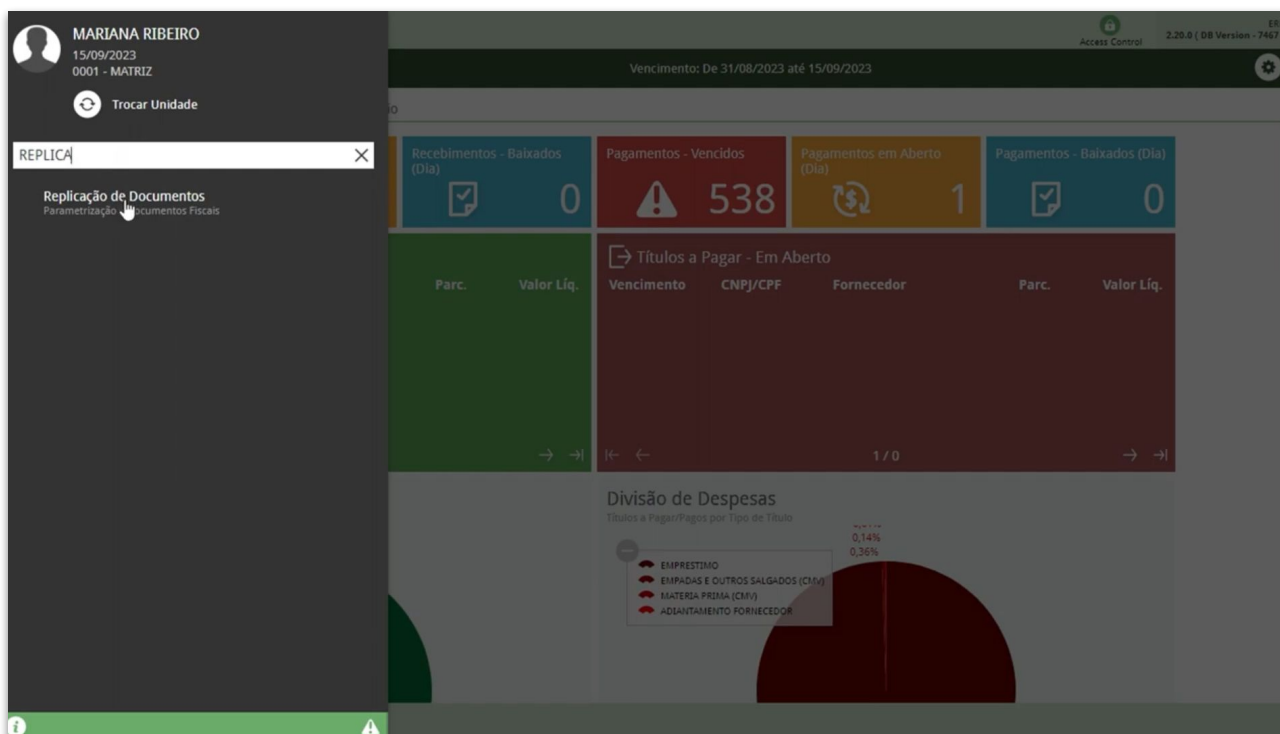 MARIANA RIBEIRO
15/09/2023
0001 - MATRIZ
Trocar Unidade
REPLICA
Replicação de Documentos
Parametrização Documentos Fiscais
Access Control
2.20.0 ( DB Version - 7467
Vencimento: De 31/08/2023 até 15/09/2023
Recebimentos - Baixados (Dia)
0
Pagamentos - Vencidos
538
Pagamentos em Aberto (Dia)
1
Pagamentos - Baixados (Dia)
0
Parc. Valor Líq.
Títulos a Pagar - Em Aberto
Vencimento CNPJ/CPF Fornecedor Parc. Valor Líq.
1 / 0
Divisão de Despesas
Títulos a Pagar/Pagos por Tipo de Título
0,14%
0,36%
EMPRESTIMO
EMPADAS E OUTROS SALGADOS (CMV)
MATERIA PRIMA (CMV)
ADIANTAMENTO FORNECEDOR